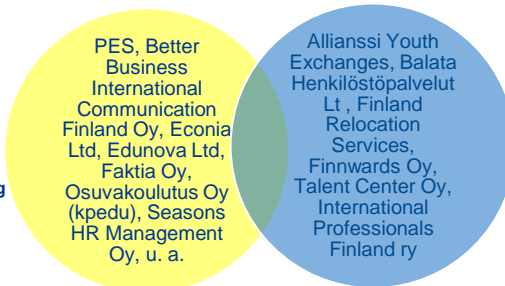 PES, Better
Business
International
Communication
Finland Oy, Econia
Ltd, Edunova Ltd,
Faktia Oy,
Osuvakoulutus Oy
(kpedu), Seasons
HR Management
Oy, u. a.
g
Allianssi Youth
Exchanges, Balata
Henkilöstöpalvelut
Lt , Finland
Relocation
Services,
Finnwards Oy,
Talent Center Oy,
International
Professionals
Finland ry